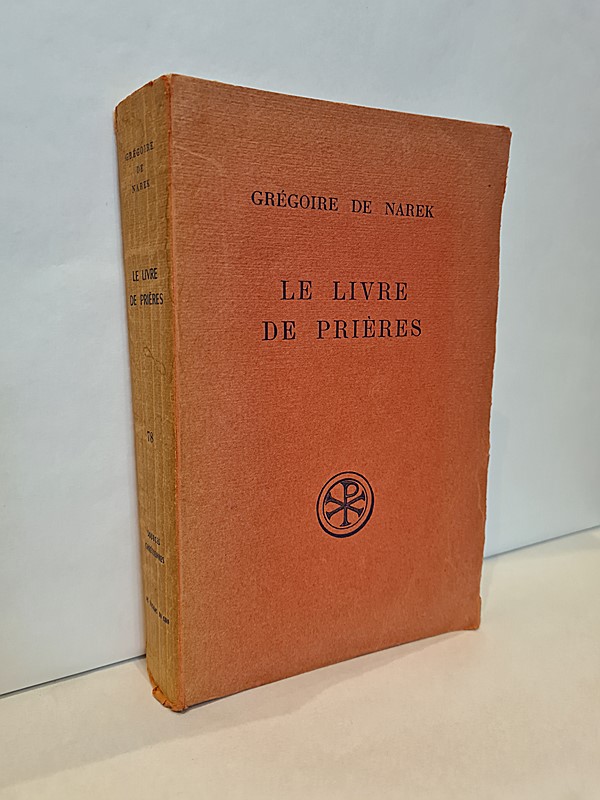 GRÉGOIRE
DE
NAREK
LE LIVRE
DE PRIÈRES
78
SOURCES
CHRÉTIENNES
GRÉGOIRE DE NAREK
LE LIVRE
DE PRIÈRES